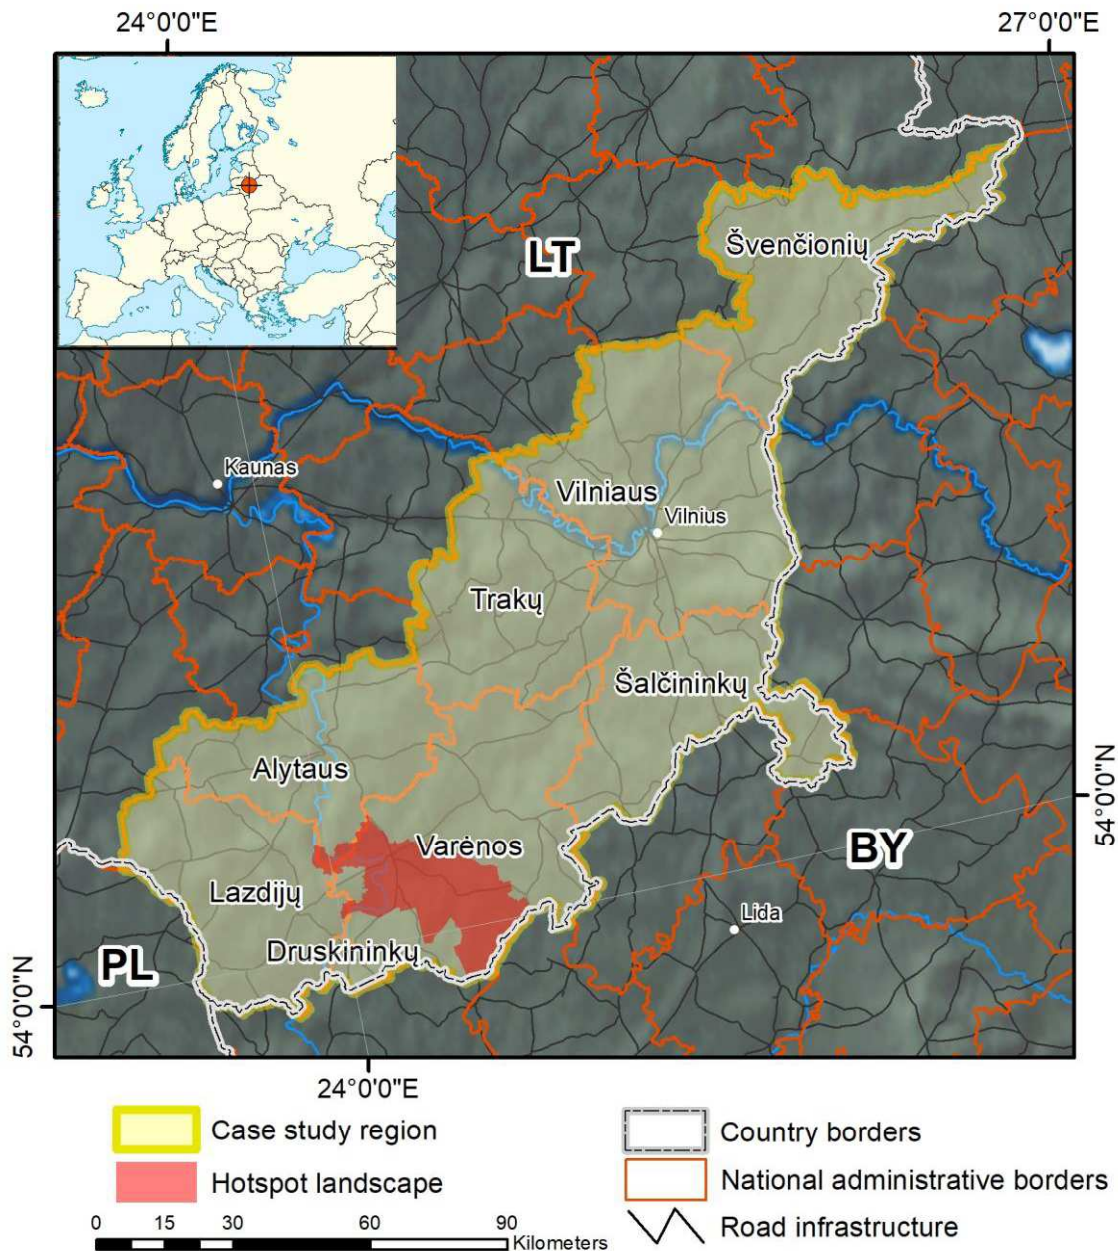 24°0'0"E
27°0'0"E
LT
Švenčionių
Kaunas
Vilniaus
Vilnius
Trakų
Šalčininkų
Alytaus
Varėnos
BY
Lazdijų
Lida
Druskininkų
PL
54°0'0"N
54°0'0"N
24°0'0"E
Case study region
Hotspot landscape
0 15 30 60 90
Kilometers
Country borders
National administrative borders
Road infrastructure